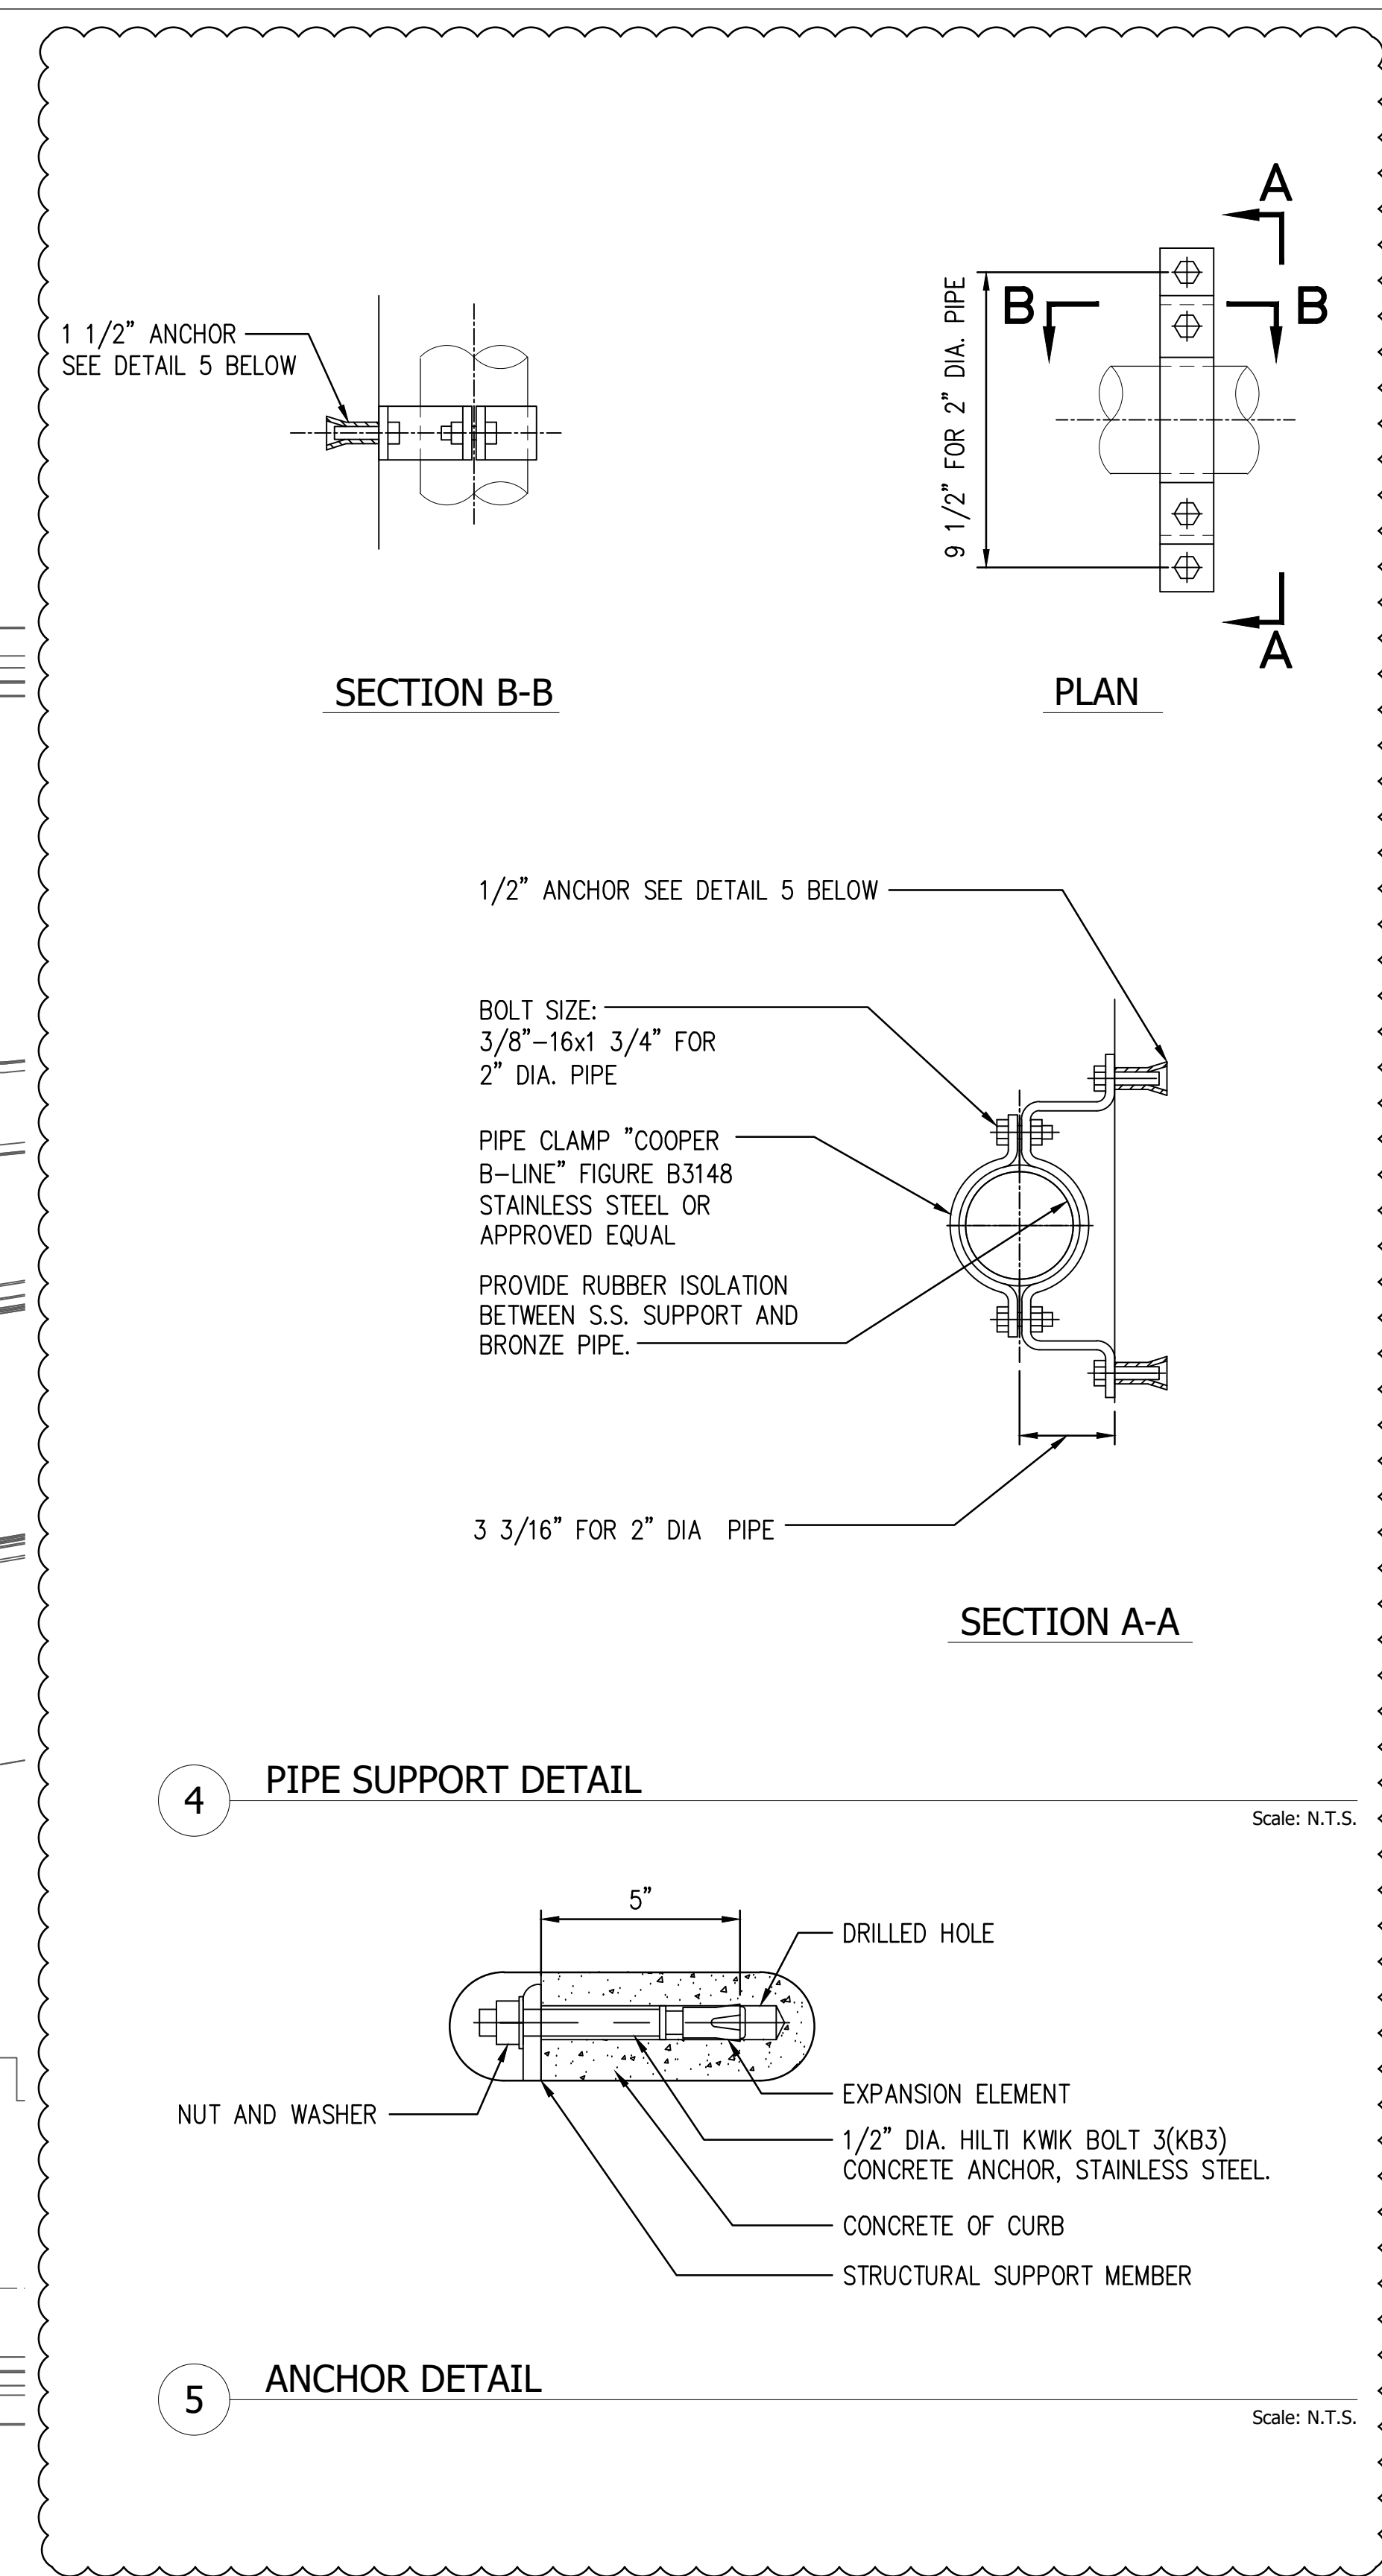 A
B
B
9 1/2” FOR 2” DIA. PIPE
A
1 1/2” ANCHOR
SEE DETAIL 5 BELOW
SECTION B-B
PLAN
1/2” ANCHOR SEE DETAIL 5 BELOW
BOLT SIZE:
3/8”-16x1 3/4” FOR
2” DIA. PIPE
PIPE CLAMP "COOPER
B-LINE” FIGURE B3148
STAINLESS STEEL OR
APPROVED EQUAL
PROVIDE RUBBER ISOLATION
BETWEEN S.S. SUPPORT AND
BRONZE PIPE.
3 3/16” FOR 2” DIA PIPE
SECTION A-A
4
PIPE SUPPORT DETAIL
Scale: N.T.S.
5”
DRILLED HOLE
EXPANSION ELEMENT
NUT AND WASHER
1/2” DIA. HILTI KWIK BOLT 3(KB3)
CONCRETE ANCHOR, STAINLESS STEEL.
CONCRETE OF CURB
STRUCTURAL SUPPORT MEMBER
5
ANCHOR DETAIL
Scale: N.T.S.